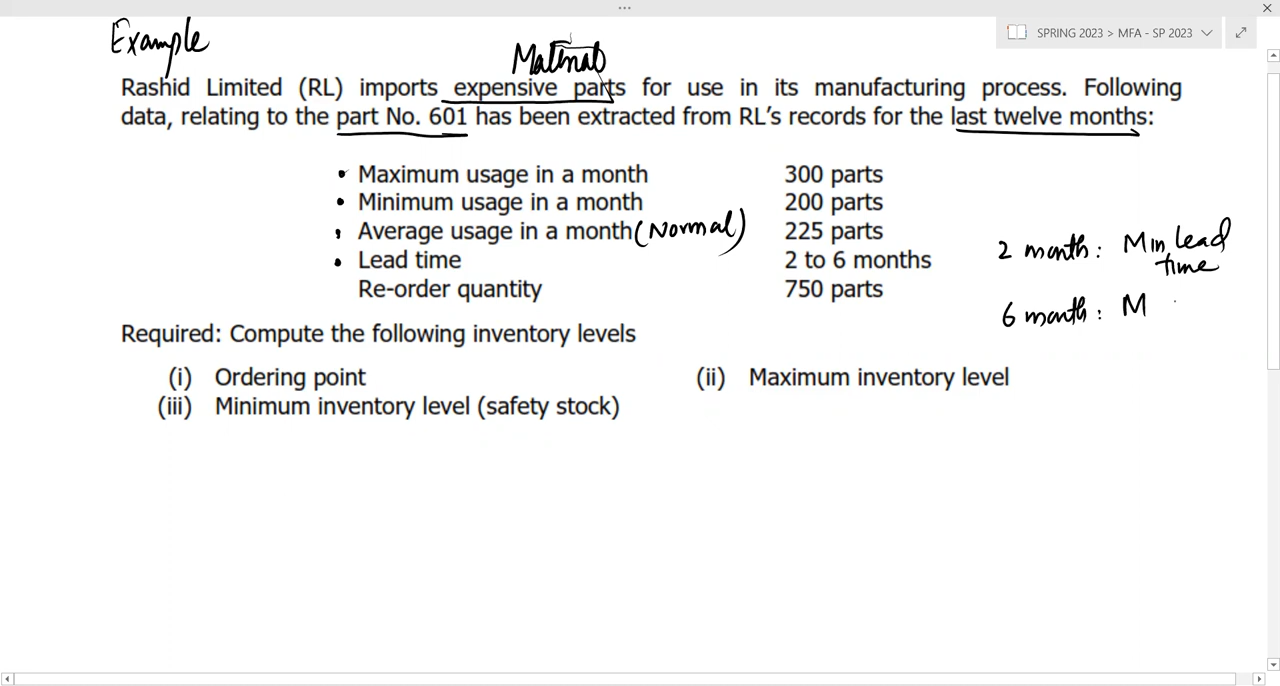 Example
SPRING 2023 > MFA - SP 2023
Material
Rashid Limited (RL) imports expensive parts for use in its manufacturing process. Following
data, relating to the part No. 601 has been extracted from RL's records for the last twelve months:
• Maximum usage in a month 300 parts
• Minimum usage in a month 200 parts
• Average usage in a month (Normal) 225 parts
• Lead time 2 to 6 months
Re-order quantity 750 parts
2 month: Min lead
time
6 month: M
Required: Compute the following inventory levels
(i) Ordering point (ii) Maximum inventory level
(iii) Minimum inventory level (safety stock)